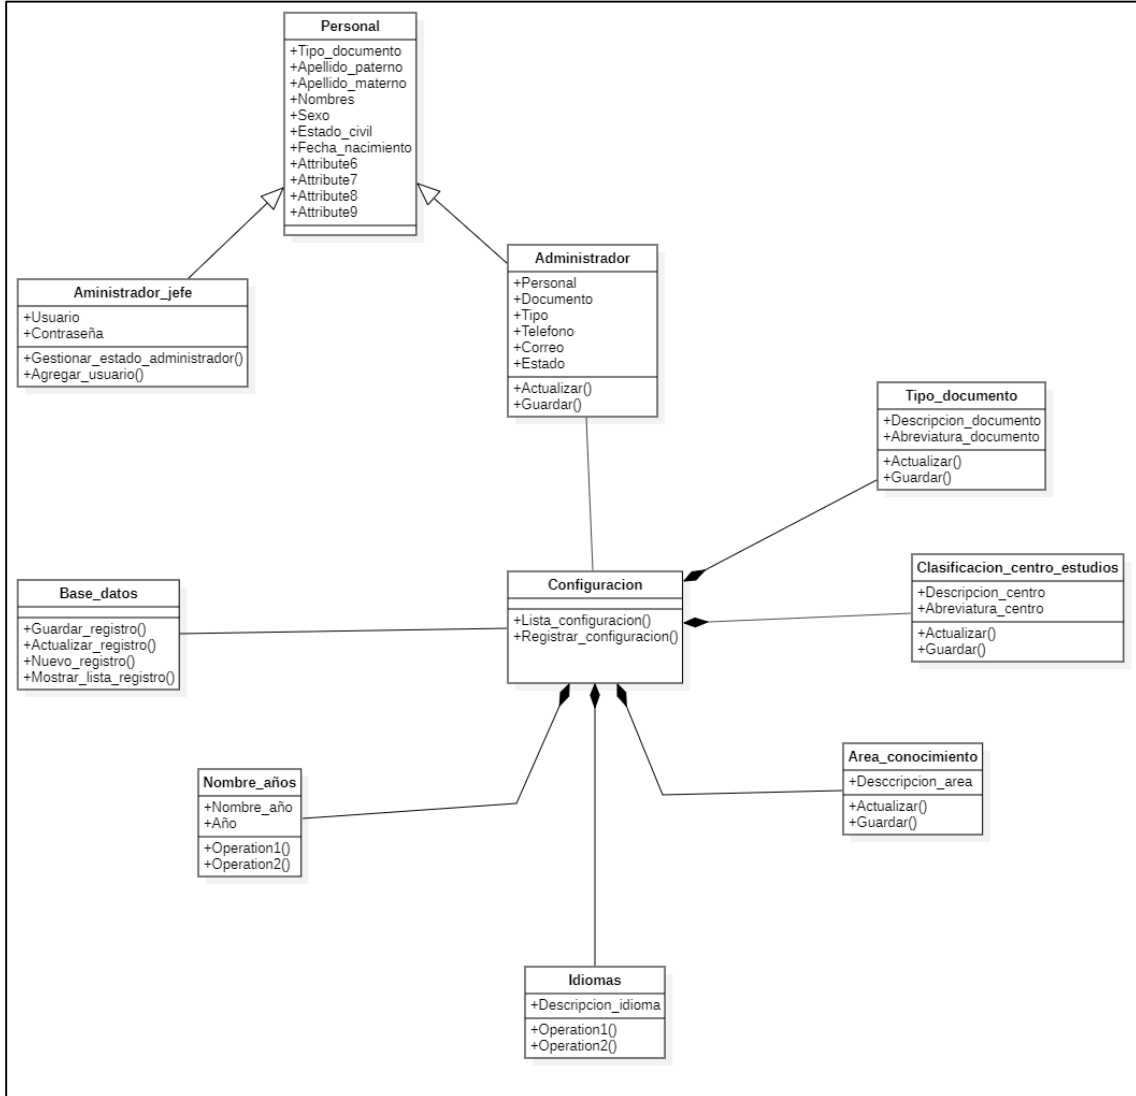 Personal
+Tipo_documento
+Apellido_paterno
+Apellido_materno
+Nombres
+Sexo
+Estado_civil
+Fecha_nacimiento
+Attribute6
+Attribute7
+Attribute8
+Attribute9
Aministrador_jefe
+Usuario
+Contraseña
+Gestionar_estado_administrador()
+Agregar_usuario()
Administrador
+Personal
+Documento
+Tipo
+Telefono
+Correo
+Estado
+Actualizar()
+Guardar()
Tipo_documento
+Descripcion_documento
+Abreviatura_documento
+Actualizar()
+Guardar()
Base_datos
+Guardar_registro()
+Actualizar_registro()
+Nuevo_registro()
+Mostrar_lista_registro()
Configuracion
+Lista_configuracion()
+Registrar_configuracion()
Clasificacion_centro_estudios
+Descripcion_centro
+Abreviatura_centro
+Actualizar()
+Guardar()
Nombre_años
+Nombre_año
+Año
+Operation1()
+Operation2()
Area_conocimiento
+Desccripcion_area
+Actualizar()
+Guardar()
Idiomas
+Descripcion_idioma
+Operation1()
+Operation2()